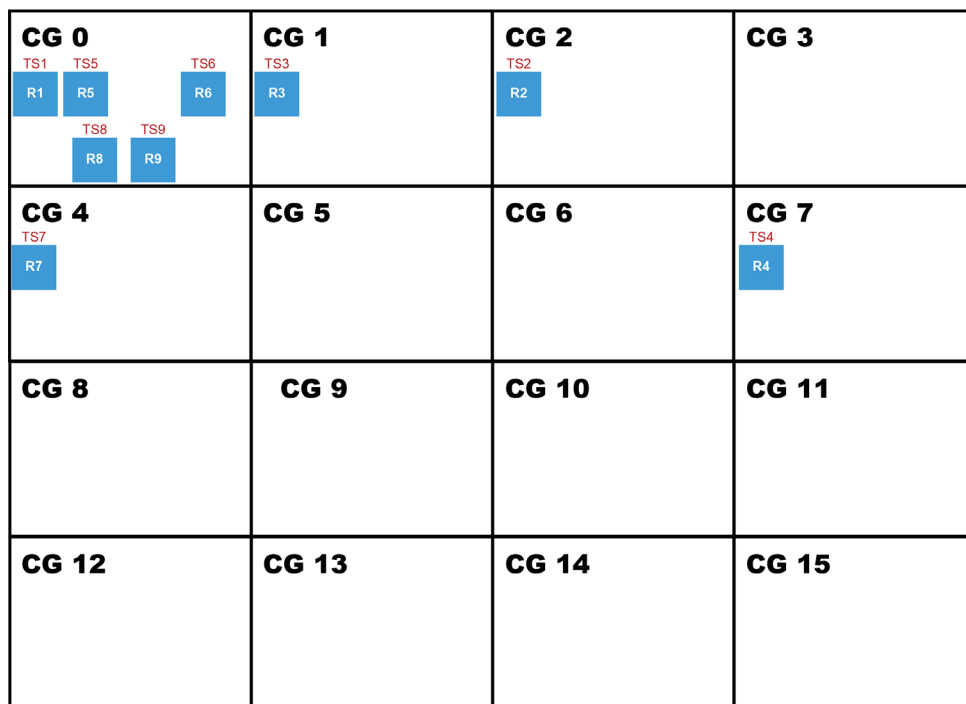 CG 0
TS1 TS5 TS6
R1 R5 R6
TS8 TS9
R8 R9
CG 1
TS3
R3
CG 2
TS2
R2
CG 3
CG 4
TS7
R7
CG 5
CG 6
CG 7
TS4
R4
CG 8
CG 9
CG 10
CG 11
CG 12
CG 13
CG 14
CG 15